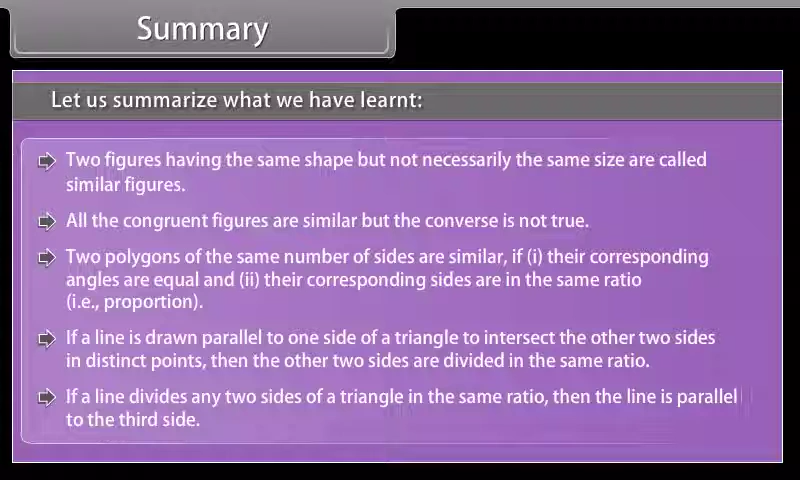 Summary
Let us summarize what we have learnt:
Two figures having the same shape but not necessarily the same size are called
similar figures.
All the congruent figures are similar but the converse is not true.
Two polygons of the same number of sides are similar, if (i) their corresponding
angles are equal and (ii) their corresponding sides are in the same ratio
(i.e., proportion).
If a line is drawn parallel to one side of a triangle to intersect the other two sides
in distinct points, then the other two sides are divided in the same ratio.
If a line divides any two sides of a triangle in the same ratio, then the line is parallel
to the third side.